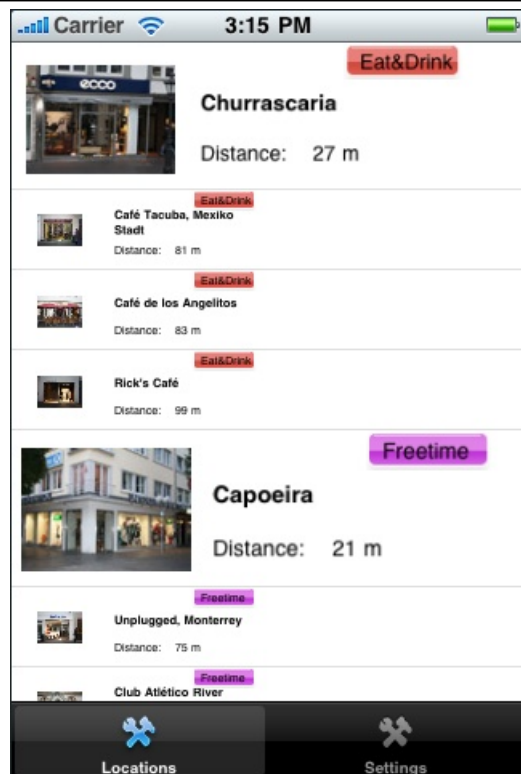 Carrier 3:15 PM
Eat&Drink
ecco
Churrascaria
Distance: 27 m
Eat&Drink
Café Tacuba, Mexiko
Stadt
Distance: 81 m
Eat&Drink
Café de los Angelitos
Distance: 83 m
Eat&Drink
Rick's Café
Distance: 99 m
Freetime
Capoeira
Distance: 21 m
Freetime
Unplugged, Monterrey
Distance: 75 m
Freetime
Club Atlético River
Locations Settings